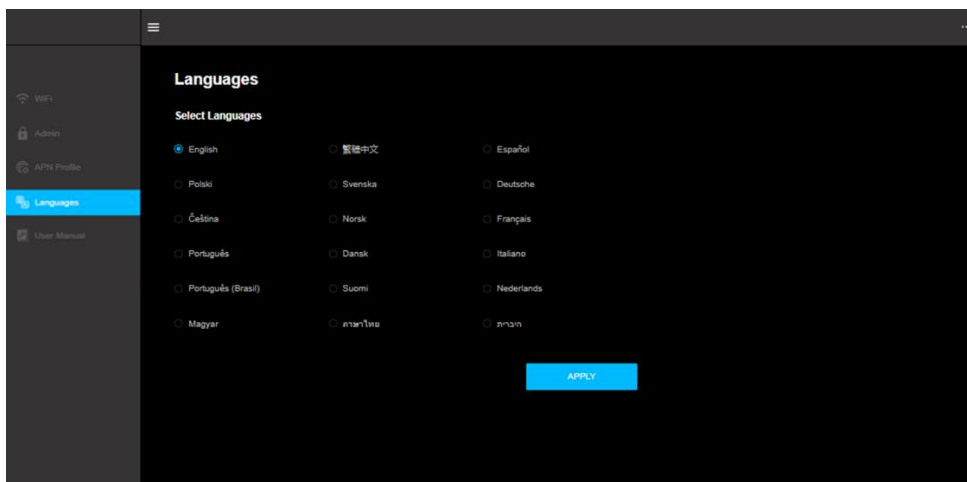 Languages
WiFi
Select Languages
Admin
English 繁體中文 Español
APN Profile
Polski Svenska Deutsche
Languages
Čeština Norsk Français
User Manual
Português Dansk Italiano
Português (Brasil) Suomi Nederlands
Magyar ภาษาไทย היברית
APPLY